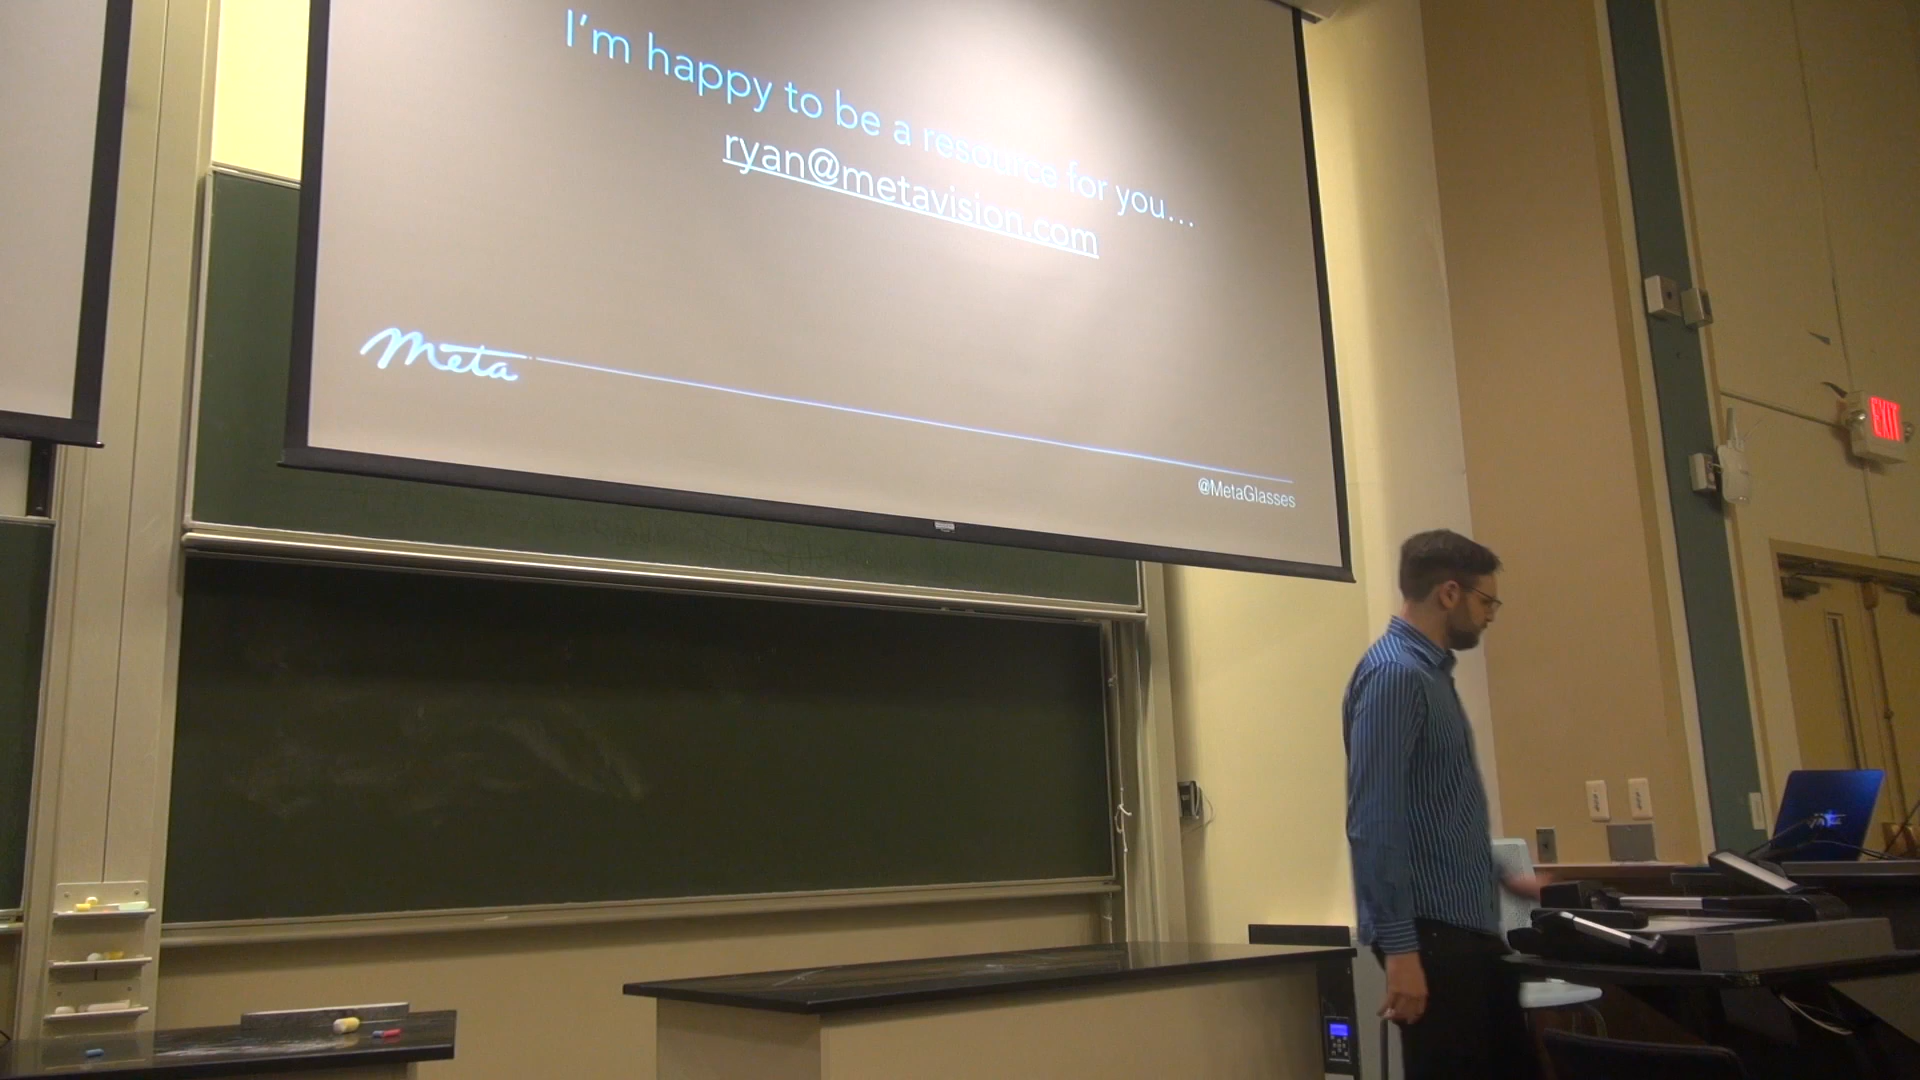 I'm happy to be a resource for you...
ryan@metavision.com
Meta
@MetaGlasses
EXIT